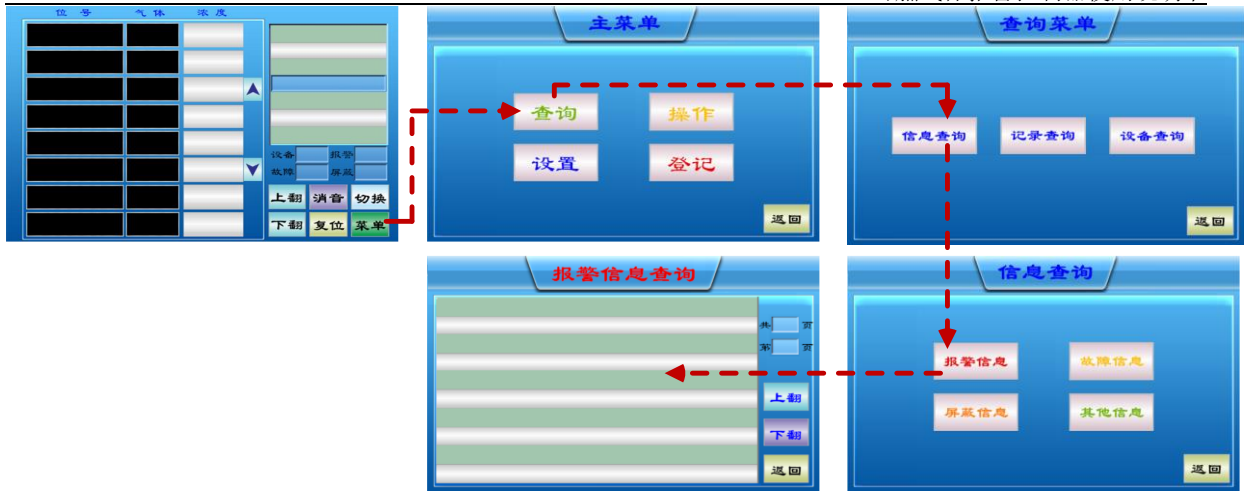 位号 气体 浓度
设备 报警
故障 屏蔽
上翻 消音 切换
下翻 复位 菜单
主菜单
查询 操作
设置 登记
返回
查询菜单
信息查询 记录查询 设备查询
返回
信息查询
报警信息 故障信息
屏蔽信息 其他信息
返回
报警信息查询
共 页
第 页
上翻
下翻
返回